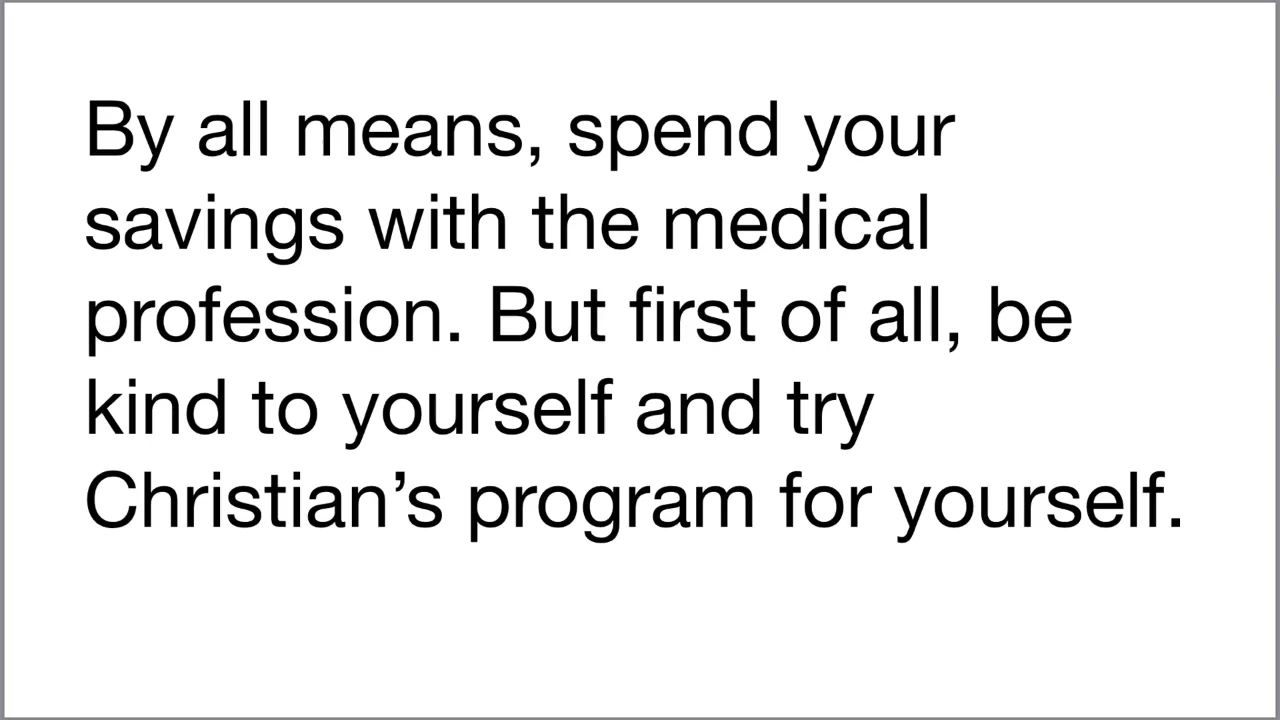 By all means, spend your
savings with the medical
profession. But first of all, be
kind to yourself and try
Christian’s program for yourself.